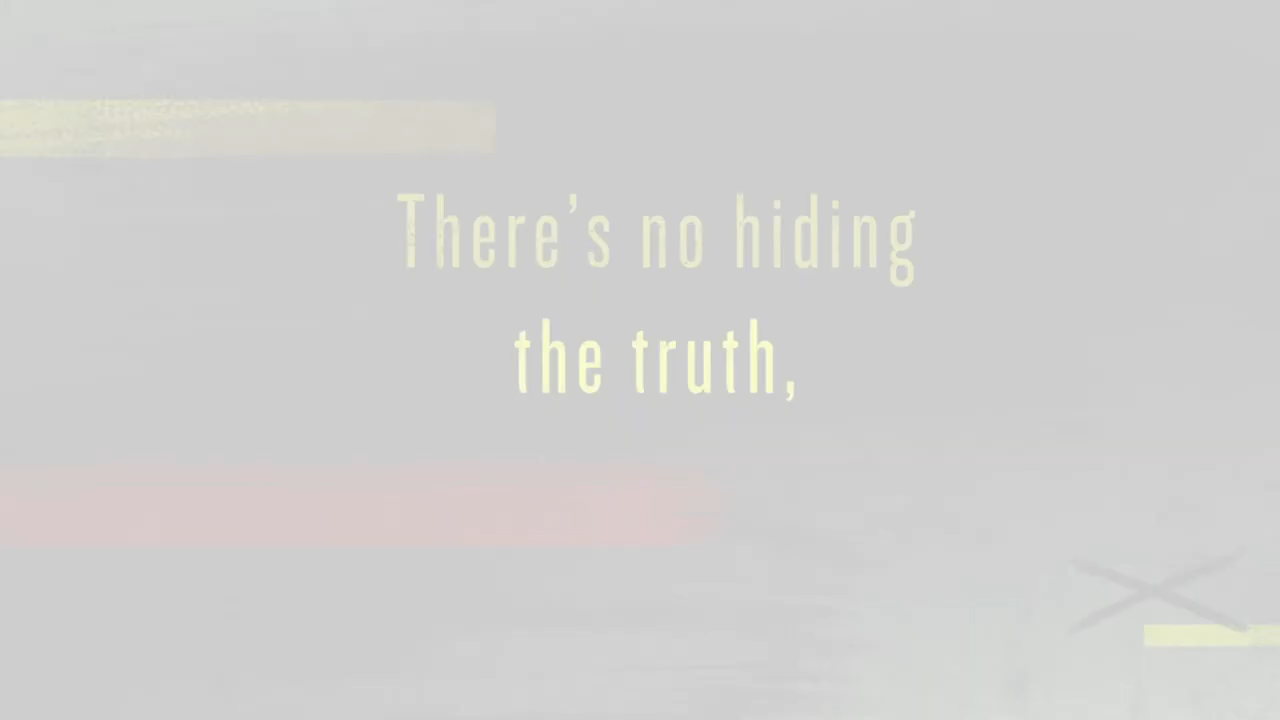 There’s no hiding
the truth,